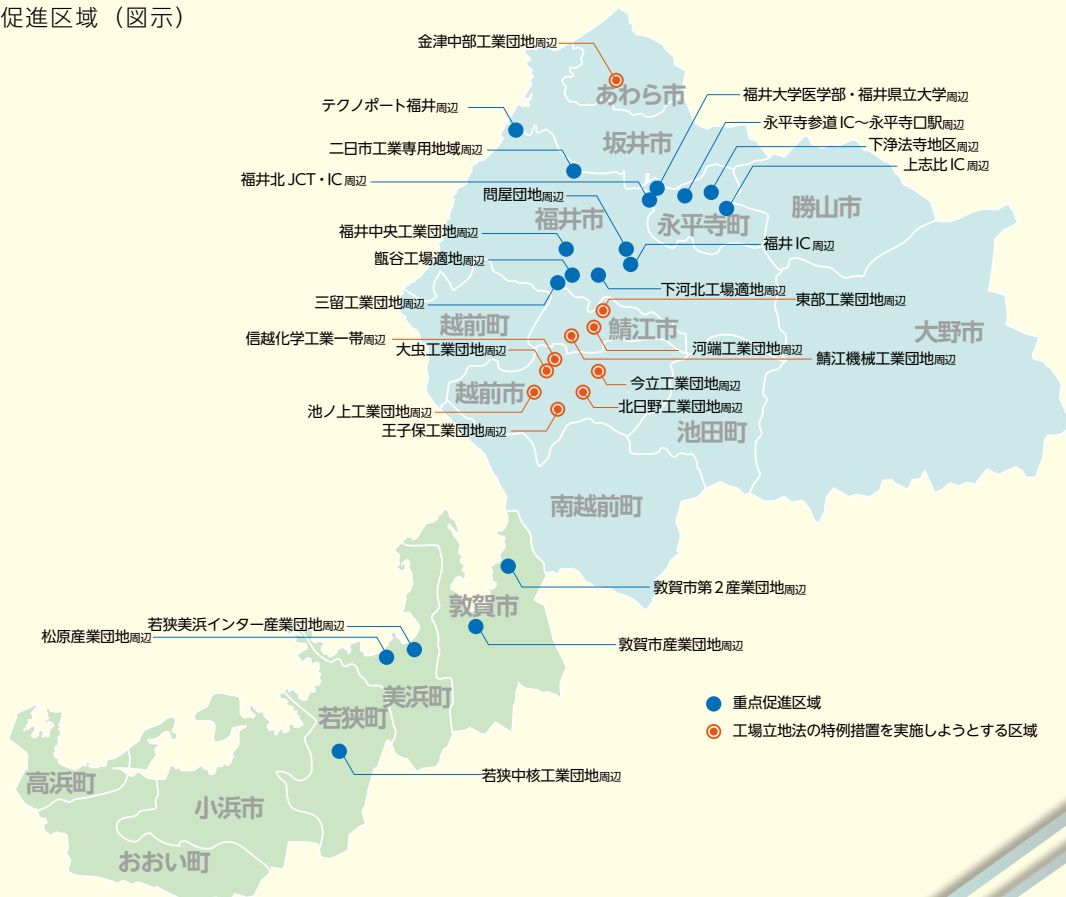 促進区域（図示）
金津中部工業団地周辺
あわら市
福井大学医学部・福井県立大学周辺
テクノポート福井周辺
永平寺参道IC～永平寺口駅周辺
坂井市
下浄法寺地区周辺
二日市工業専用地域周辺
上志比IC周辺
福井北JCT・IC周辺
問屋団地周辺
勝山市
福井市
永平寺町
福井中央工業団地周辺
福井IC周辺
甑谷工場適地周辺
下河北工場適地周辺
三留工業団地周辺
東部工業団地周辺
越前町
鯖江市
大野市
信越化学工業一帯周辺
大虫工業団地周辺
河端工業団地周辺
鯖江機械工業団地周辺
今立工業団地周辺
越前市
池ノ上工業団地周辺
北日野工業団地周辺
王子保工業団地周辺
池田町
南越前町
敦賀市第2産業団地周辺
敦賀市
若狭美浜インター産業団地周辺
松原産業団地周辺
敦賀市産業団地周辺
美浜町
重点促進区域
若狭町
工場立地法の特例措置を実施しようとする区域
若狭中核工業団地周辺
高浜町
小浜市
おおい町